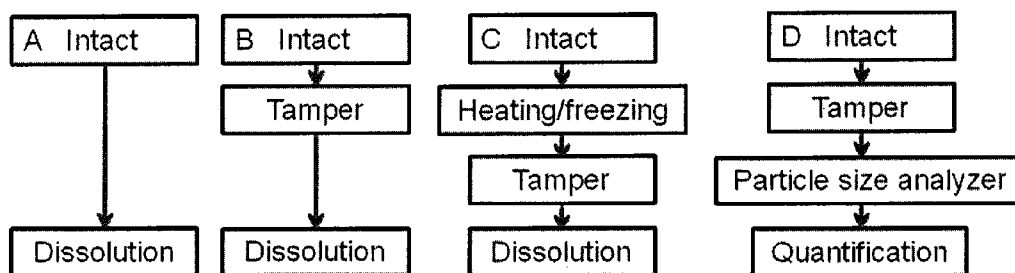 A Intact
Dissolution
B Intact
Tamper
Dissolution
C Intact
Heating/freezing
Tamper
Dissolution
D Intact
Tamper
Particle size analyzer
Quantification